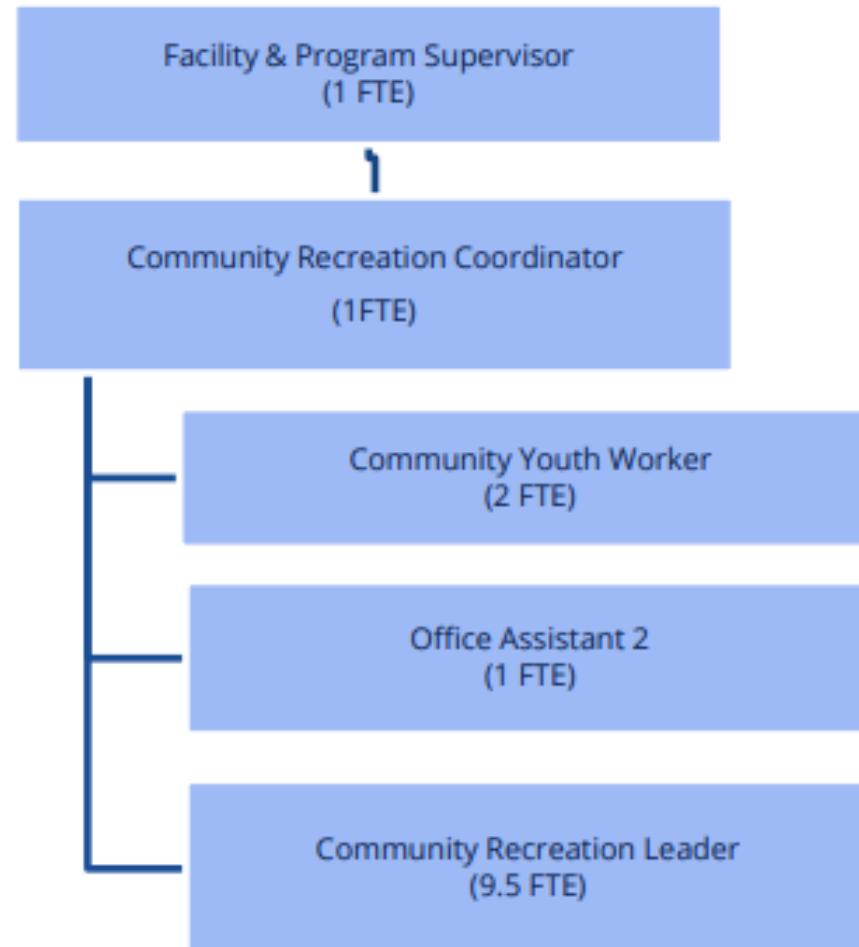 Facility & Program Supervisor
(1 FTE)
Community Recreation Coordinator
(1FTE)
Community Youth Worker
(2 FTE)
Office Assistant 2
(1 FTE)
Community Recreation Leader
(9.5 FTE)